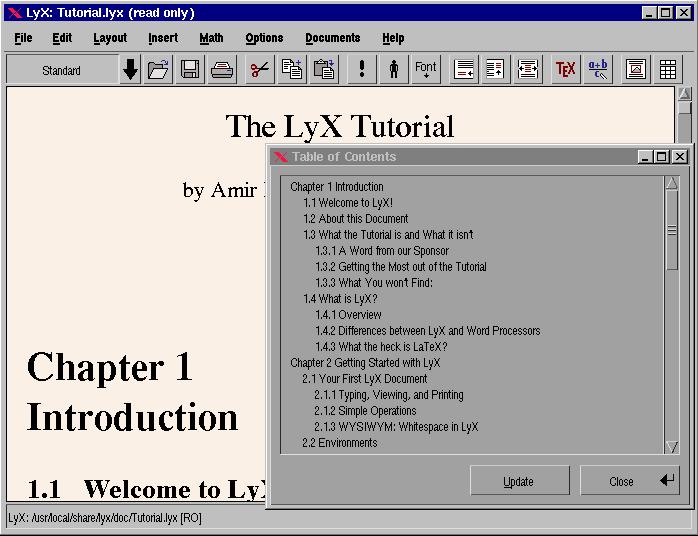 LyX: Tutorial.lyx (read only)
File Edit Layout Insert Math Options Documents Help
Standard
! Font TEX a+b c
The LyX Tutorial
by Amir
Chapter 1
Introduction
1.1 Welcome to LyX
Table of Contents
Chapter 1 Introduction
1.1 Welcome to LyX!
1.2 About this Document
1.3 What the Tutorial is and What it isn't
1.3.1 A Word from our Sponsor
1.3.2 Getting the Most out of the Tutorial
1.3.3 What You won't Find:
1.4 What is LyX?
1.4.1 Overview
1.4.2 Differences between LyX and Word Processors
1.4.3 What the heck is LaTeX?
Chapter 2 Getting Started with LyX
2.1 Your First LyX Document
2.1.1 Typing, Viewing, and Printing
2.1.2 Simple Operations
2.1.3 WYSIWYM: Whitespace in LyX
2.2 Environments
Update Close
LyX: /usr/local/share/lyx/doc/Tutorial.lyx [RO]